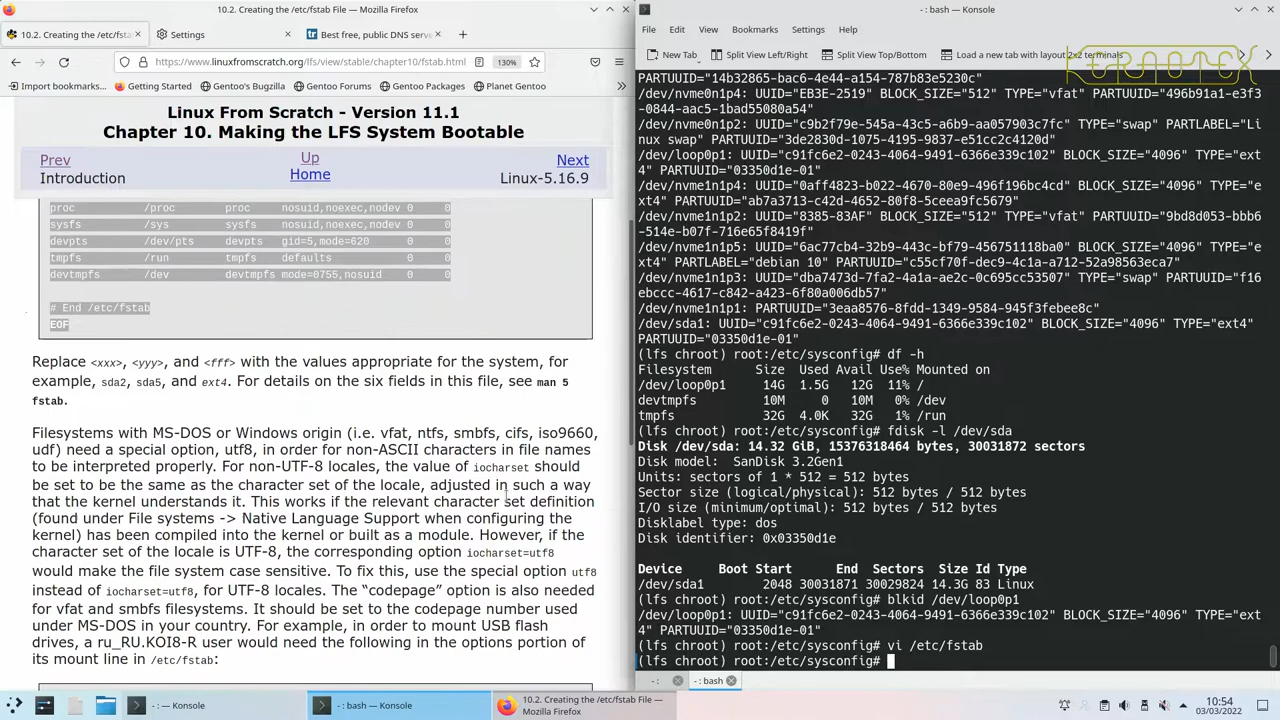 10.2. Creating the /etc/fstab File — Mozilla Firefox
10.2. Creating the /etc/fsta
Settings
Best free, public DNS serve
https://www.linuxfromscratch.org/lfs/view/stable/chapter10/fstab.html
130%
Import bookmarks...
Getting Started
Gentoo's Bugzilla
Gentoo Forums
Gentoo Packages
Planet Gentoo
Linux From Scratch - Version 11.1
Chapter 10. Making the LFS System Bootable
Prev
Up
Next
Introduction
Home
Linux-5.16.9
proc /proc proc nosuid,noexec,nodev 0 0
sysfs /sys sysfs nosuid,noexec,nodev 0 0
devpts /dev/pts devpts gid=5,mode=620 0 0
tmpfs /run tmpfs defaults 0 0
devtmpfs /dev devtmpfs mode=0755,nosuid 0 0
# End /etc/fstab
EOF
Replace <xxx>, <yyy>, and <fff> with the values appropriate for the system, for
example, sda2, sda5, and ext4. For details on the six fields in this file, see man 5
fstab.
Filesystems with MS-DOS or Windows origin (i.e. vfat, ntfs, smbfs, cifs, iso9660,
udf) need a special option, utf8, in order for non-ASCII characters in file names
to be interpreted properly. For non-UTF-8 locales, the value of iocharset should
be set to be the same as the character set of the locale, adjusted in such a way
that the kernel understands it. This works if the relevant character set definition
(found under File systems -> Native Language Support when configuring the
kernel) has been compiled into the kernel or built as a module. However, if the
character set of the locale is UTF-8, the corresponding option iocharset=utf8
would make the file system case sensitive. To fix this, use the special option utf8
instead of iocharset=utf8, for UTF-8 locales. The “codepage” option is also needed
for vfat and smbfs filesystems. It should be set to the codepage number used
under MS-DOS in your country. For example, in order to mount USB flash
drives, a ru_RU.KOI8-R user would need the following in the options portion of
its mount line in /etc/fstab:
- : bash — Konsole
File Edit View Bookmarks Settings Help
New Tab
Split View Left/Right
Split View Top/Bottom
Load a new tab with layout 2x2 terminals
KERNOTEX
PARTUUID="14b32865-bac6-4e44-a154-787b83e5230c"
/dev/nvme0n1p4: UUID="EB3E-2519" BLOCK_SIZE="512" TYPE="vfat" PARTUUID="496b91a1-e3f3
-0844-aac5-1bad55080a54"
/dev/nvme0n1p2: UUID="c9b2f79e-545a-43c5-a6b9-aa057903c7fc" TYPE="swap" PARTLABEL="Li
nux swap" PARTUUID="3de2830d-1075-4195-9837-e51cc2c4120d"
/dev/loop0p1: UUID="c91fc6e2-0243-4064-9491-6366e339c102" BLOCK_SIZE="4096" TYPE="ext
4" PARTUUID="03350d1e-01"
/dev/nvme1n1p4: UUID="0aff4823-b022-4670-80e9-496f196bc4cd" BLOCK_SIZE="4096" TYPE="e
xt4" PARTUUID="ab7a3713-c42d-4652-80f8-5ceea9fc5679"
/dev/nvme1n1p2: UUID="8385-83AF" BLOCK_SIZE="512" TYPE="vfat" PARTUUID="9bd8d053-bbb6
-514e-b07f-716e65f8419f"
/dev/nvme1n1p5: UUID="6ac77cb4-32b9-443c-bf79-456751118ba0" BLOCK_SIZE="4096" TYPE="e
xt4" PARTLABEL="debian 10" PARTUUID="c55cf70f-dec9-4c1a-a712-52a98563eca7"
/dev/nvme1n1p3: UUID="dba7473d-7fa2-4a1a-ae2c-0c695cc53507" TYPE="swap" PARTUUID="f16
ebccc-4617-c842-a423-6f80a006db57"
/dev/nvme1n1p1: PARTUUID="3eaa8576-8fdd-1349-9584-945f3febee8c"
/dev/sda1: UUID="c91fc6e2-0243-4064-9491-6366e339c102" BLOCK_SIZE="4096" TYPE="ext4"
PARTUUID="03350d1e-01"
(lfs chroot) root:/etc/sysconfig# df -h
Filesystem Size Used Avail Use% Mounted on
/dev/loop0p1 14G 1.5G 12G 11% /
devtmpfs 10M 0 10M 0% /dev
tmpfs 32G 4.0K 32G 1% /run
(lfs chroot) root:/etc/sysconfig# fdisk -l /dev/sda
Disk /dev/sda: 14.32 GiB, 15376318464 bytes, 30031872 sectors
Disk model: SanDisk 3.2Gen1
Units: sectors of 1 * 512 = 512 bytes
Sector size (logical/physical): 512 bytes / 512 bytes
I/O size (minimum/optimal): 512 bytes / 512 bytes
Disklabel type: dos
Disk identifier: 0x03350d1e
Device Boot Start End Sectors Size Id Type
/dev/sda1 2048 30031871 30029824 14.3G 83 Linux
(lfs chroot) root:/etc/sysconfig# blkid /dev/loop0p1
/dev/loop0p1: UUID="c91fc6e2-0243-4064-9491-6366e339c102" BLOCK_SIZE="4096" TYPE="ext
4" PARTUUID="03350d1e-01"
(lfs chroot) root:/etc/sysconfig# vi /etc/fstab
(lfs chroot) root:/etc/sysconfig#
- :
- : bash
- : — Konsole
- : bash — Konsole
10.2. Creating the /etc/fstab File —
Mozilla Firefox
10:54
03/03/2022